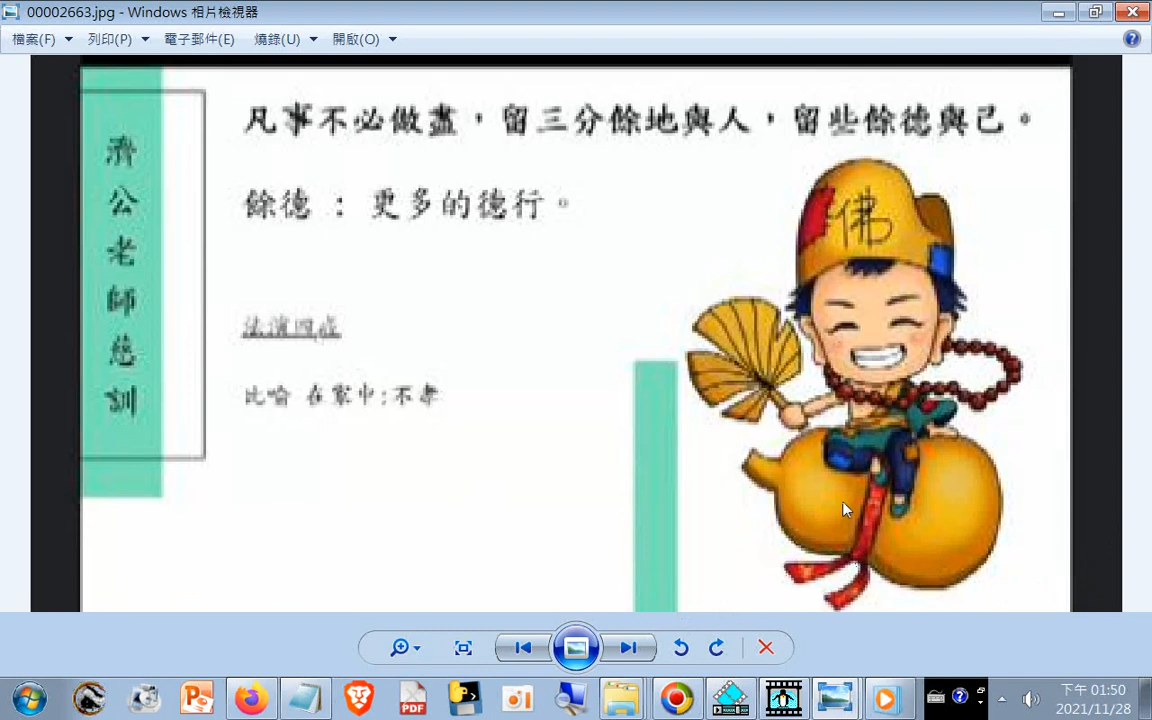 00002663.jpg - Windows 相片檢視器
檔案(F) 列印(P) 電子郵件(E) 燒錄(U) 開啟(O)
濟公老師慈訓
凡事不必做盡，留三分餘地與人，留些餘德與己。
餘德 : 更多的德行。
比喻 在家中:不孝
佛
下午 01:50
2021/11/28